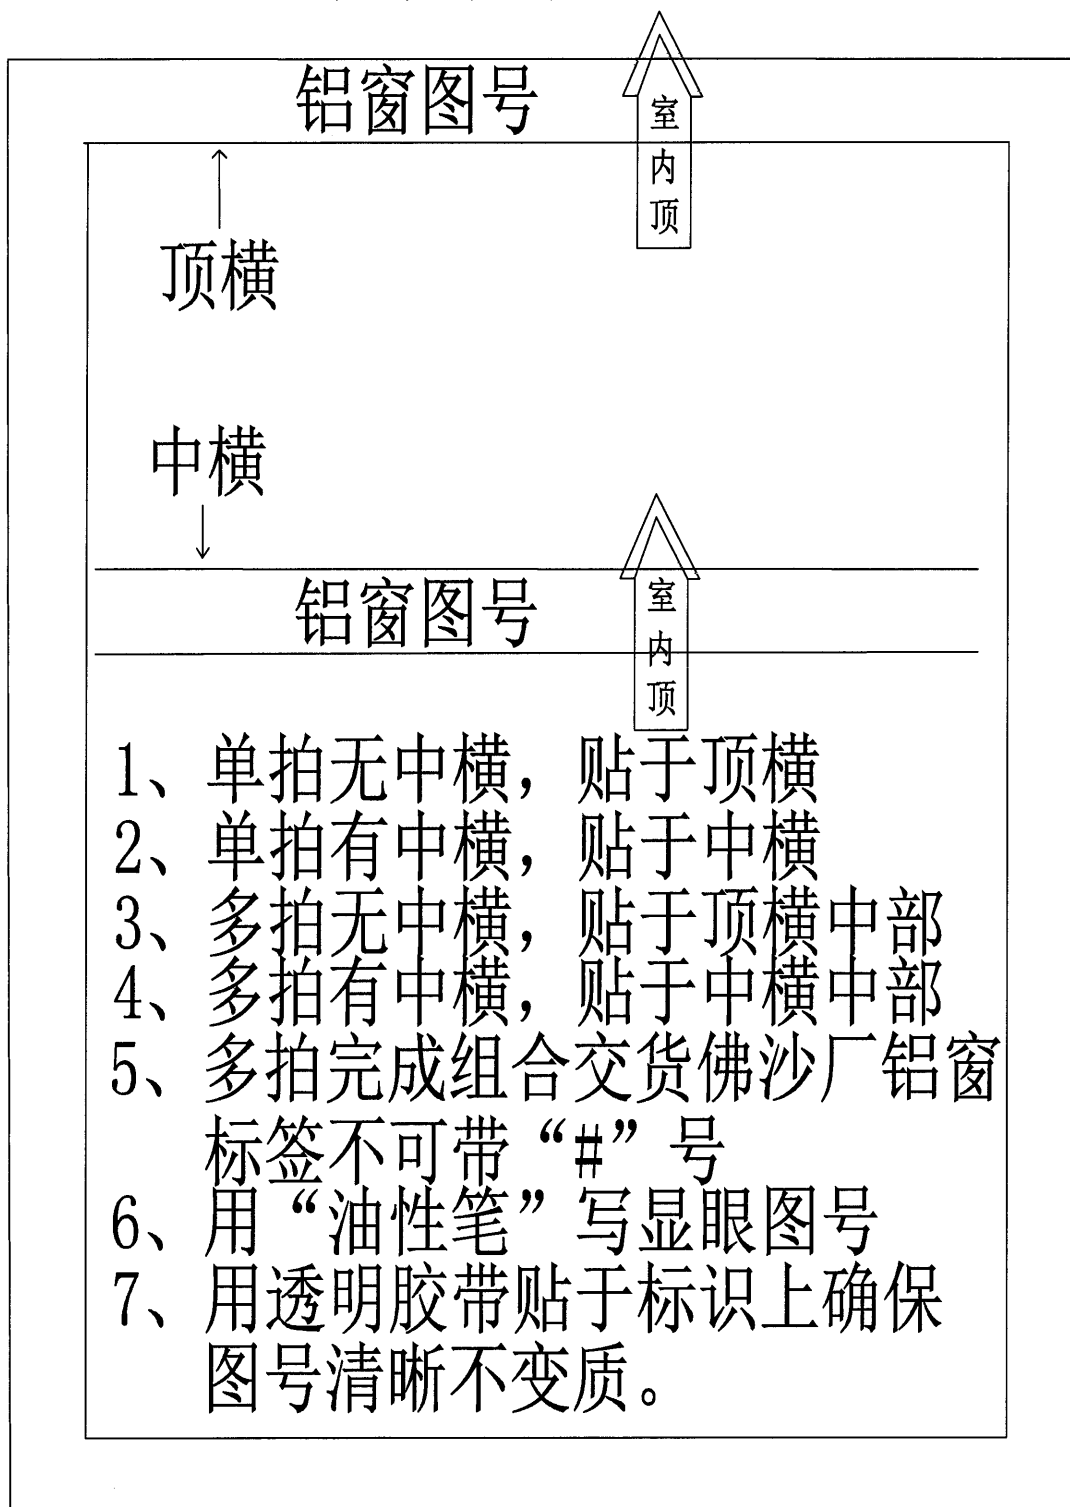 铝窗图号
室
内
顶
顶横
中横
铝窗图号
室
内
顶
1、单拍无中横，贴于顶横
2、单拍有中横，贴于中横
3、多拍无中横，贴于顶横中部
4、多拍有中横，贴于中横中部
5、多拍完成组合交货佛沙厂铝窗
标签不可带“#”号
6、用“油性笔”写显眼图号
7、用透明胶带贴于标识上确保
图号清晰不变质。